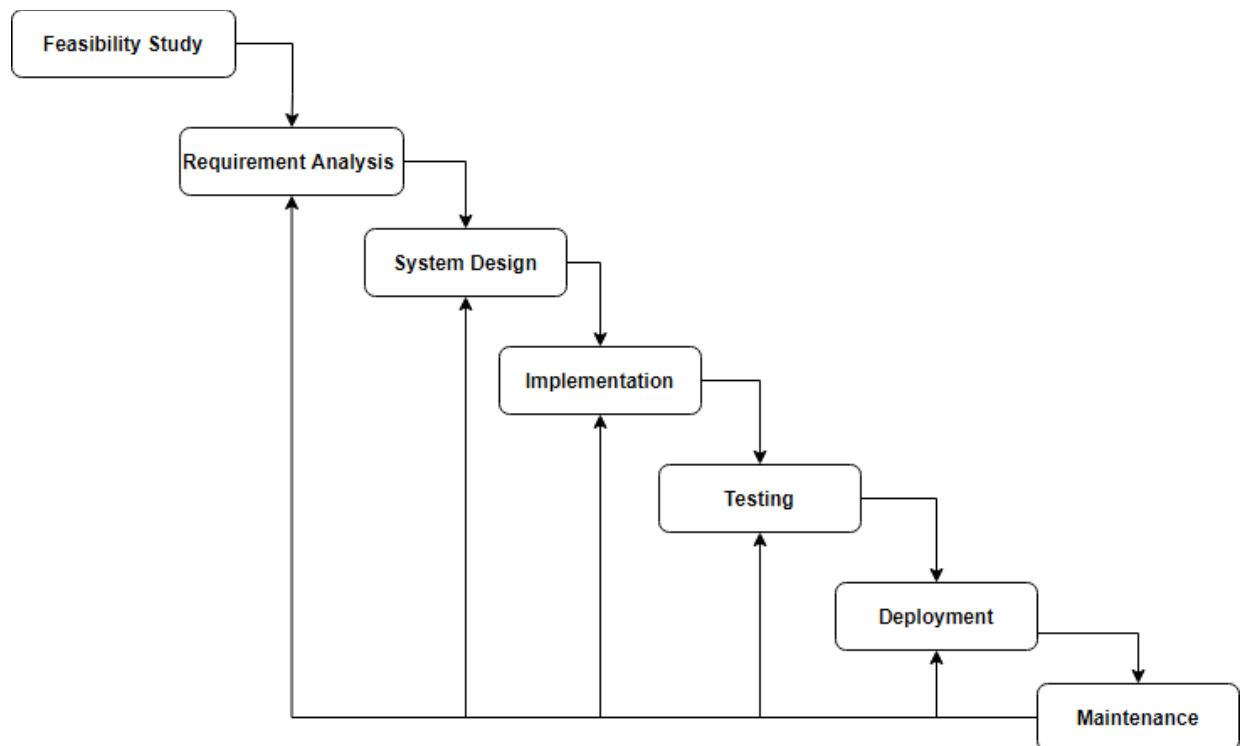 Feasibility Study
Requirement Analysis
System Design
Implementation
Testing
Deployment
Maintenance